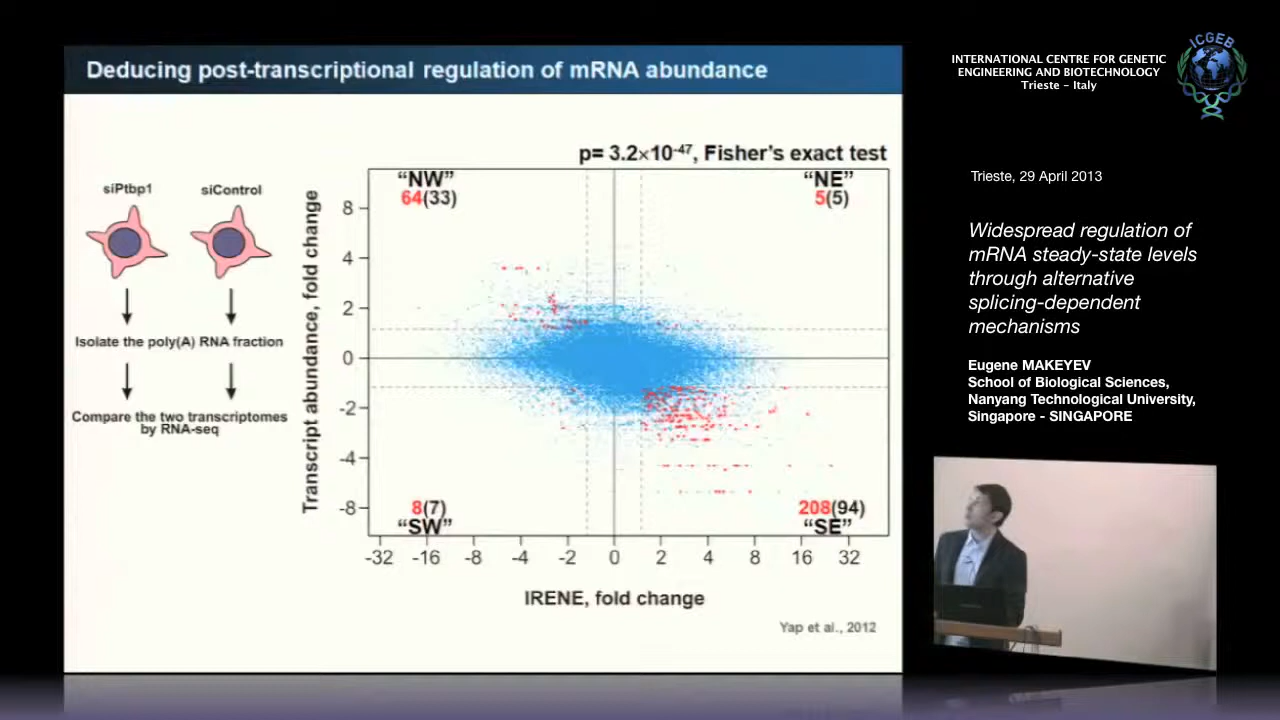 Deducing post-transcriptional regulation of mRNA abundance
siPtbp1
siControl
Isolate the poly(A) RNA fraction
Compare the two transcriptomes
by RNA-seq
p= 3.2×10⁻⁴⁷, Fisher's exact test
"NW"
64(33)
"NE"
5(5)
Transcript abundance, fold change
8
4
2
0
-2
-4
-8
8(7)
"SW"
208(94)
"SE"
-32 -16 -8 -4 -2 0 2 4 8 16 32
IRENE, fold change
Yap et al., 2012
INTERNATIONAL CENTRE FOR GENETIC
ENGINEERING AND BIOTECHNOLOGY
Trieste – Italy
ICGEB
Trieste, 29 April 2013
Widespread regulation of
mRNA steady-state levels
through alternative
splicing-dependent
mechanisms
Eugene MAKEYEV
School of Biological Sciences,
Nanyang Technological University,
Singapore - SINGAPORE